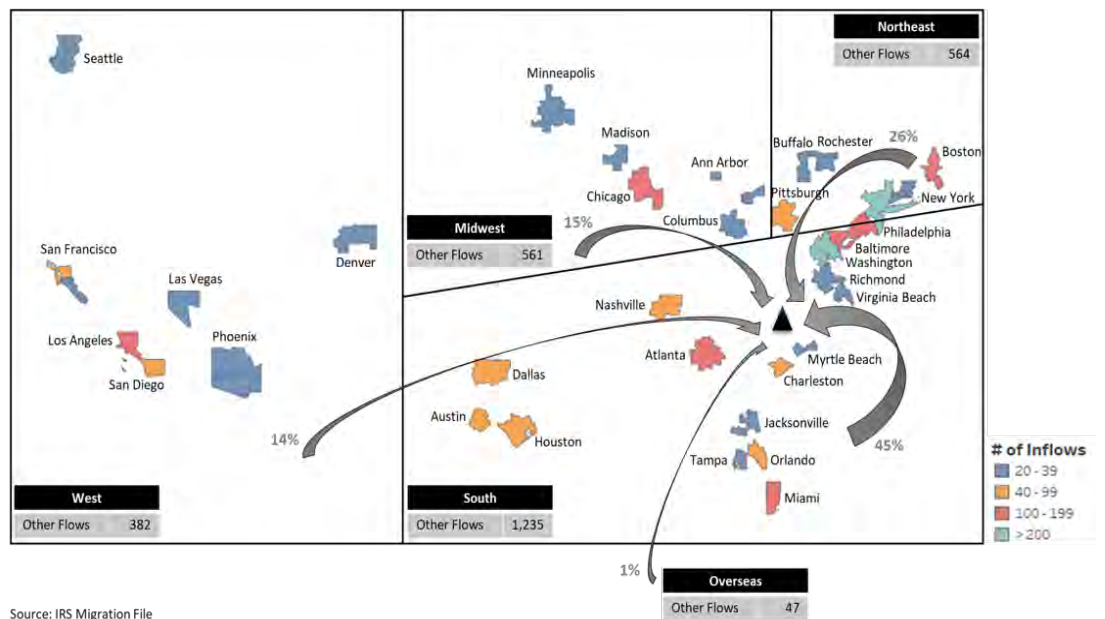 Northeast
Other Flows 564
Seattle
Minneapolis
Madison
Ann Arbor
Buffalo Rochester
26%
Boston
Chicago
Pittsburgh
New York
Columbus
Midwest
Other Flows 561
15%
Philadelphia
Baltimore
Washington
San Francisco
Denver
Las Vegas
Richmond
Virginia Beach
Nashville
Los Angeles
Phoenix
Atlanta
Myrtle Beach
San Diego
Dallas
Charleston
Austin
Houston
14%
Jacksonville
45%
Tampa
Orlando
Miami
# of Inflows
20 - 39
40 - 99
100 - 199
>200
West
Other Flows 382
South
Other Flows 1,235
1%
Overseas
Other Flows 47
Source: IRS Migration File